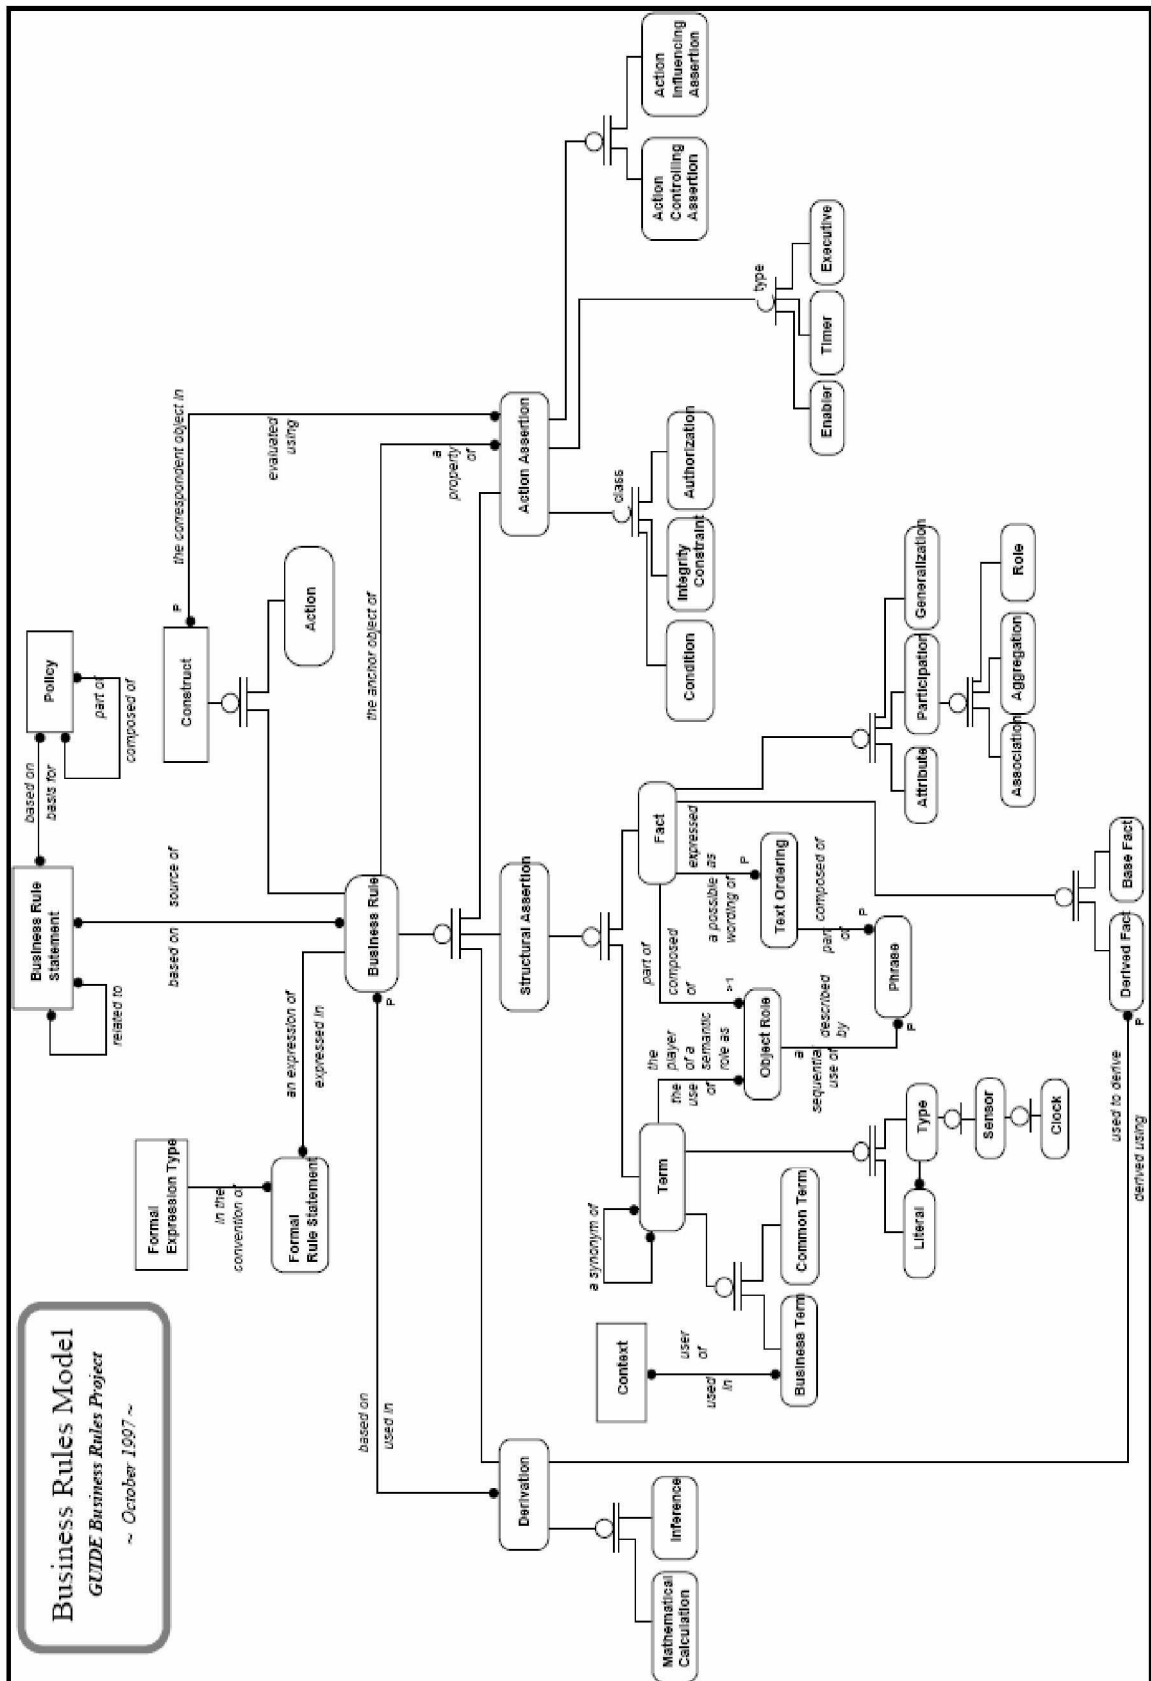 Business Rules Model
GUIDE Business Rules Project
~ October 1997 ~
Formal
Expression Type
in the
convention of
Formal
Rule Statement
an expression of
expressed in
Business Rule
Statement
related to
based on
basis for
Policy
part of
composed of
based on
source of
Construct
P
the correspondent object in
evaluated
using
Action
Business Rule
P
the anchor object of
a
property
of
based on
used in
Derivation
Mathematical
Calculation
Inference
Structural Assertion
Action Assertion
Action
Controlling
Assertion
Action
Influencing
Assertion
class
Condition
Integrity
Constraint
Authorization
type
Enabler
Timer
Executive
Context
user
of
used
in
a synonym of
Term
Business Term
Common Term
the
player
of a
semantic
role as
the
use
of
part of
composed
of
>1
Object Role
a
sequential
use of
described
by
Fact
expressed
as
a possible
wording of
P
Text Ordering
part
of
composed of
P
Phrase
P
Literal
Type
Sensor
Clock
Attribute
Participation
Generalization
Association
Aggregation
Role
used to derive
derived using
P
Derived Fact
Base Fact